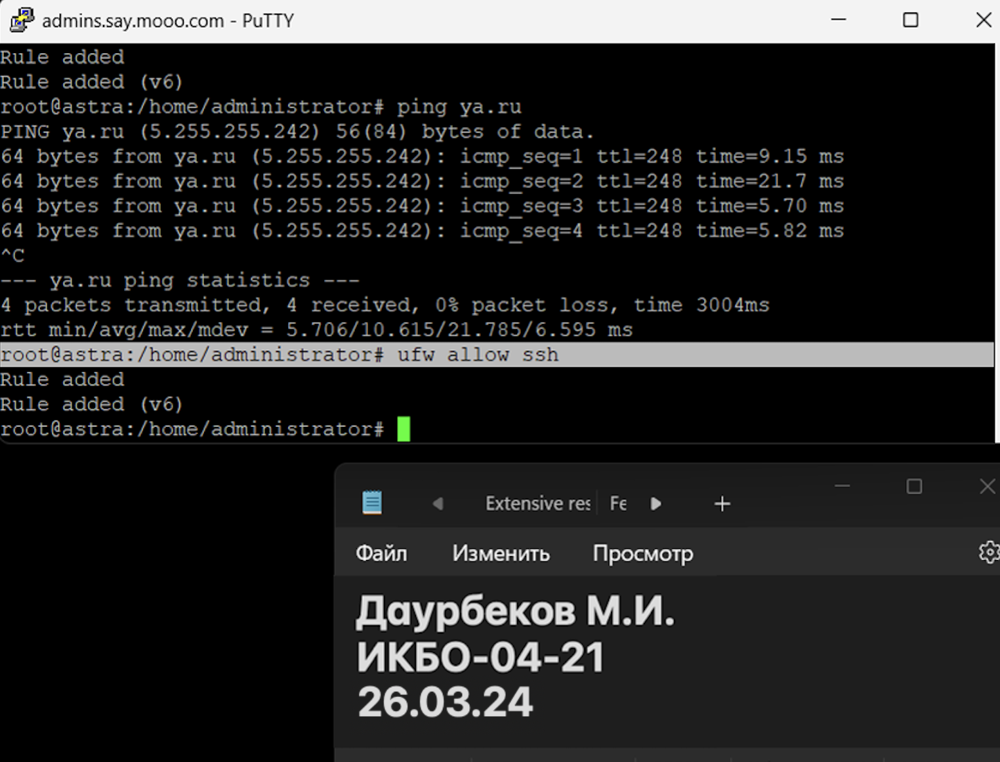 admins.say.mooo.com - PuTTY
Rule added
Rule added (v6)
root@astra:/home/administrator# ping ya.ru
PING ya.ru (5.255.255.242) 56(84) bytes of data.
64 bytes from ya.ru (5.255.255.242): icmp_seq=1 ttl=248 time=9.15 ms
64 bytes from ya.ru (5.255.255.242): icmp_seq=2 ttl=248 time=21.7 ms
64 bytes from ya.ru (5.255.255.242): icmp_seq=3 ttl=248 time=5.70 ms
64 bytes from ya.ru (5.255.255.242): icmp_seq=4 ttl=248 time=5.82 ms
^C
--- ya.ru ping statistics ---
4 packets transmitted, 4 received, 0% packet loss, time 3004ms
rtt min/avg/max/mdev = 5.706/10.615/21.785/6.595 ms
root@astra:/home/administrator# ufw allow ssh
Rule added
Rule added (v6)
root@astra:/home/administrator#
Extensive res Fe
Файл Изменить Просмотр
Даурбеков М.И.
ИКБО-04-21
26.03.24